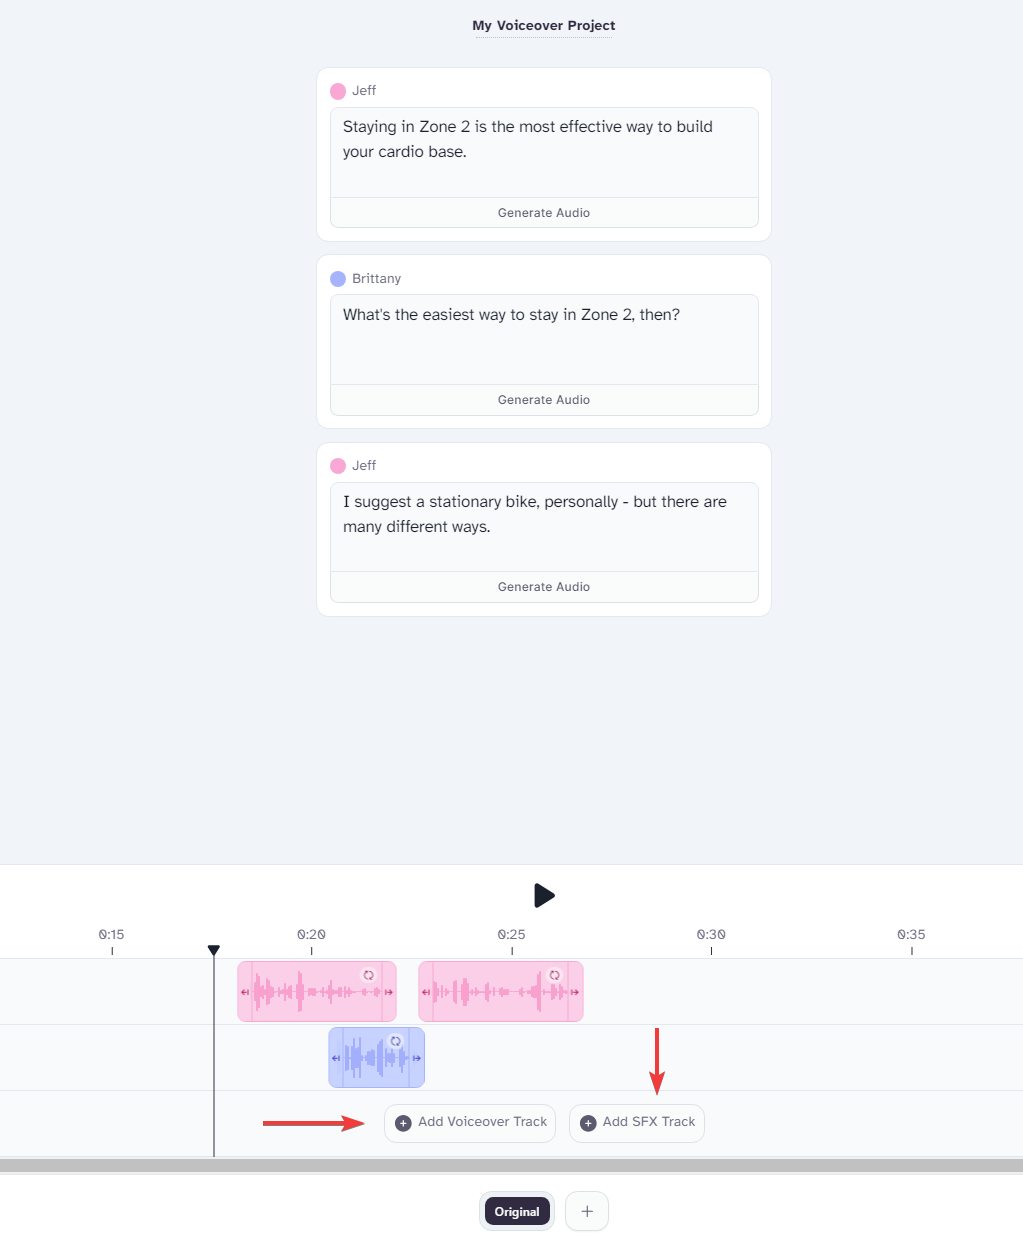 My Voiceover Project
Jeff
Staying in Zone 2 is the most effective way to build
your cardio base.
Generate Audio
Brittany
What's the easiest way to stay in Zone 2, then?
Generate Audio
Jeff
I suggest a stationary bike, personally - but there are
many different ways.
Generate Audio
0:15 0:20 0:25 0:30 0:35
Add Voiceover Track Add SFX Track
Original